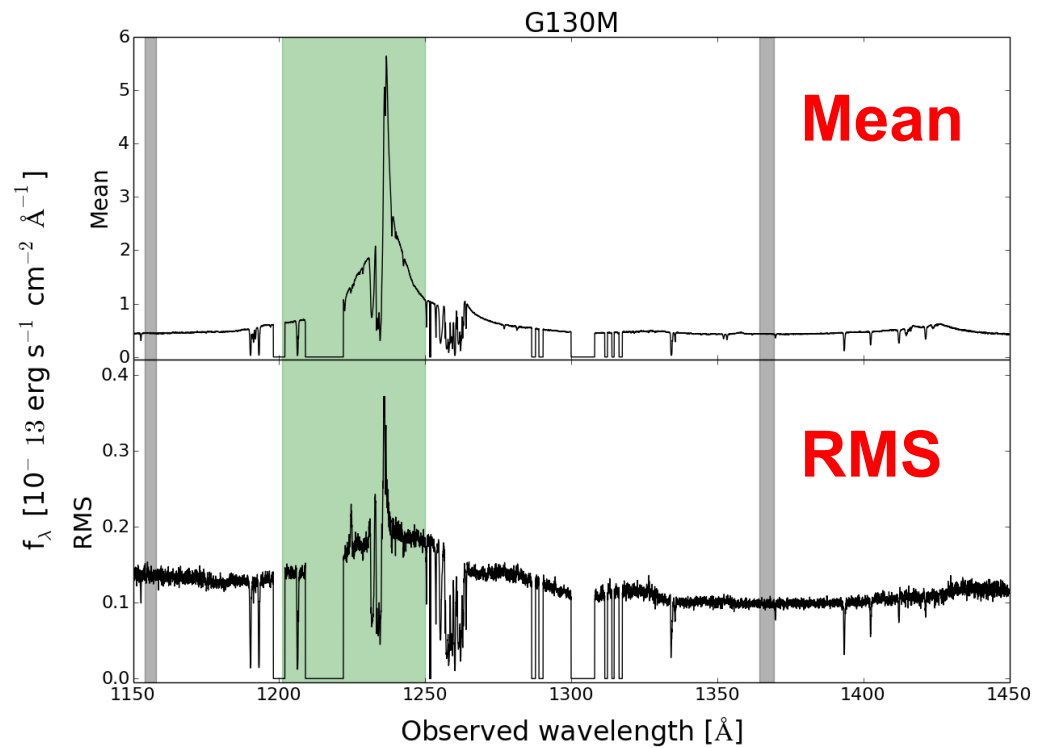 G130M
6
5
4
3
2
1
0
Mean
Mean
0.4
0.3
0.2
0.1
0.0
RMS
RMS
f_λ [10^- 13 erg s^−1 cm^−2 Å^−1]
1150 1200 1250 1300 1350 1400 1450
Observed wavelength [Å]